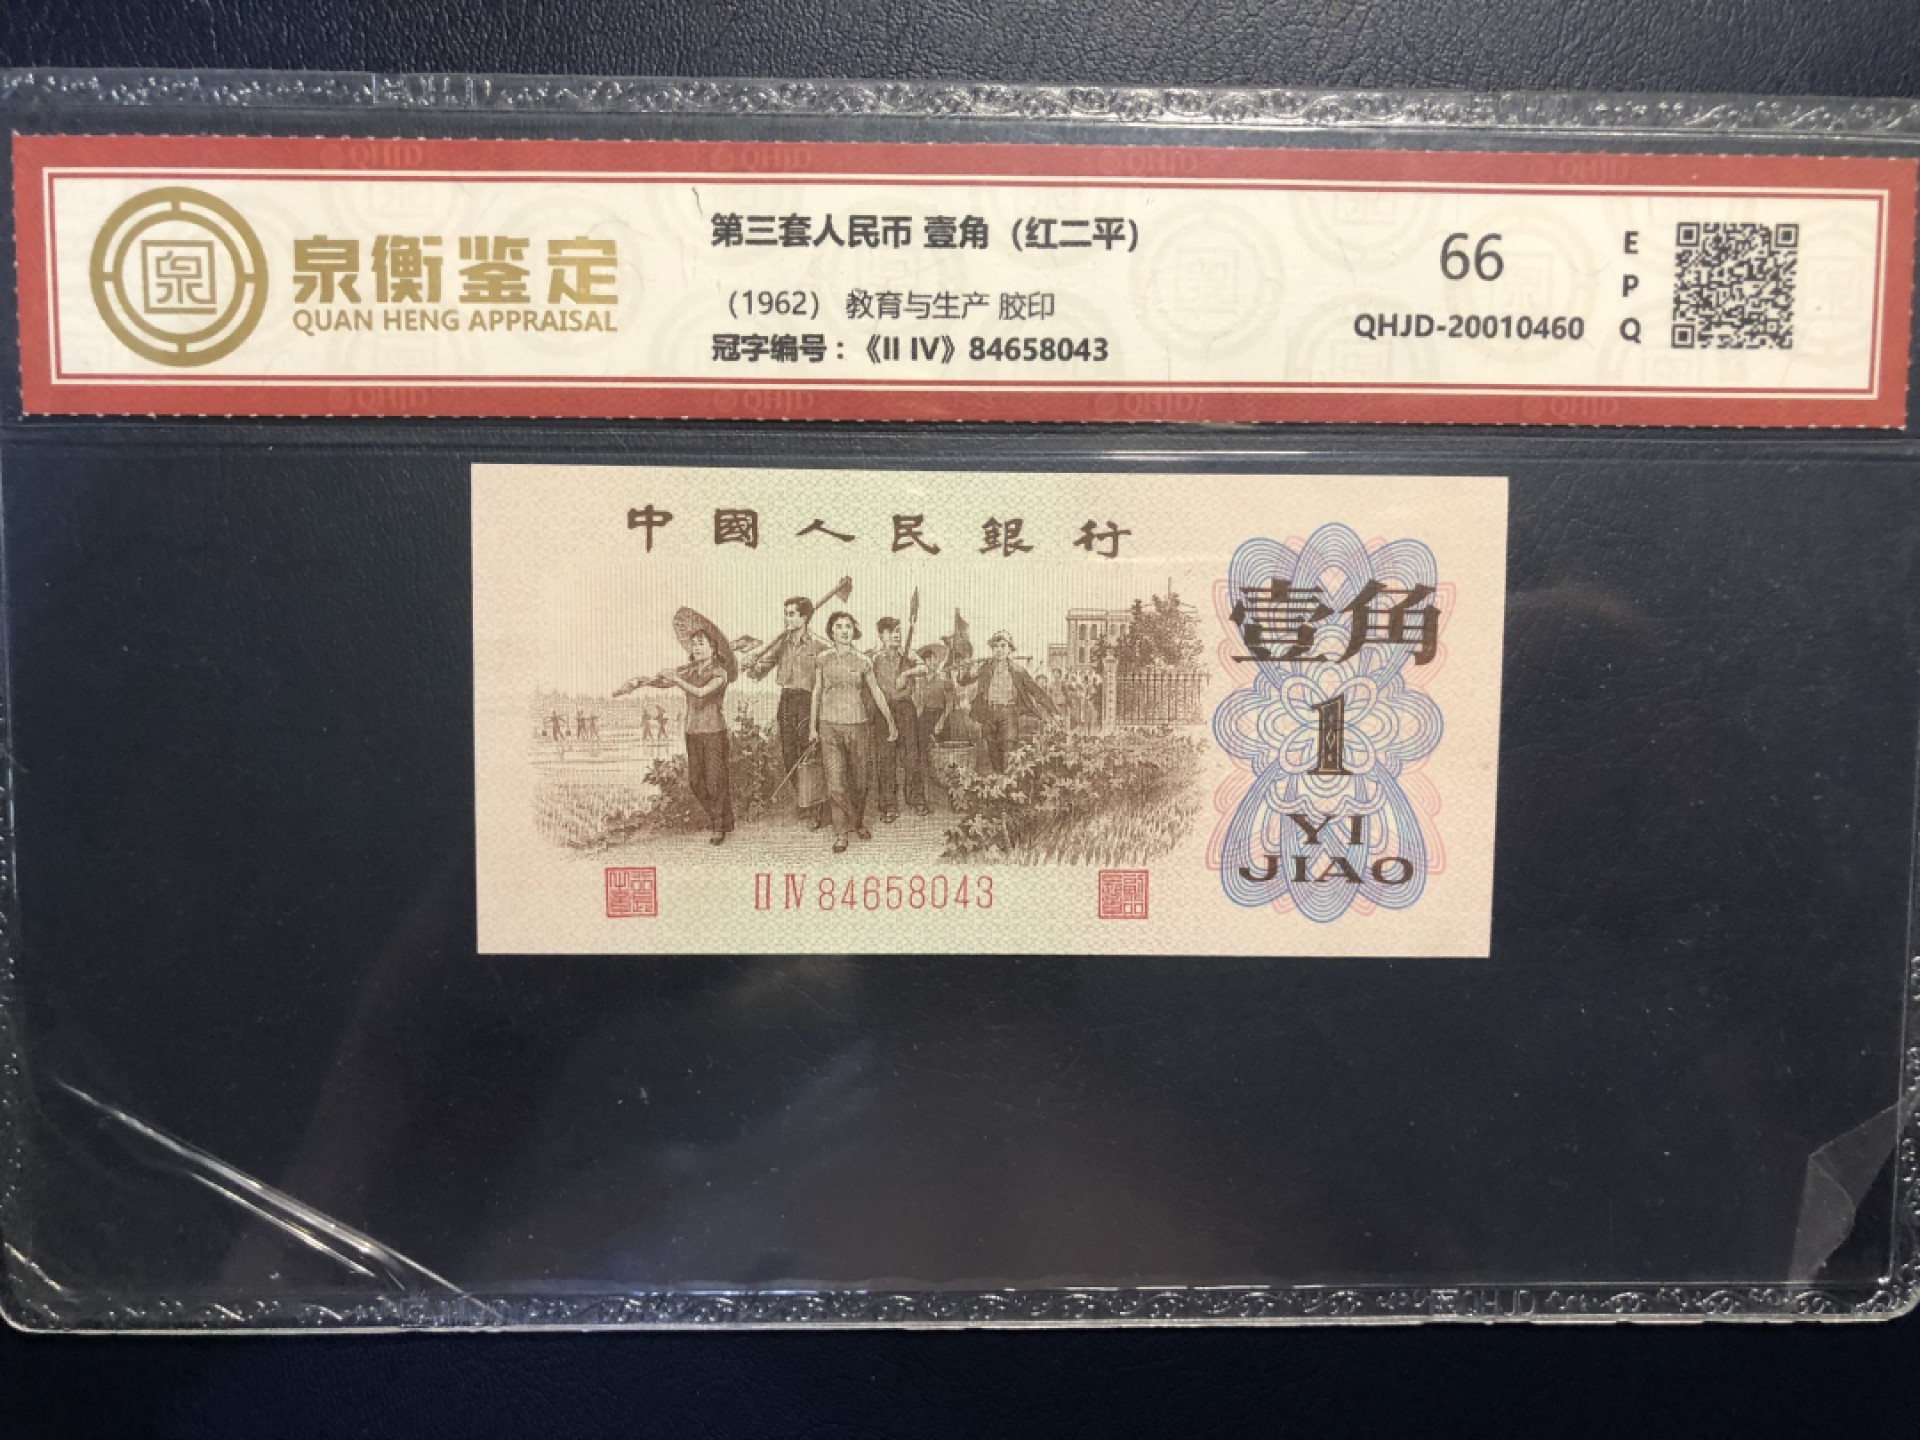 泉衡鉴定
QUAN HENG APPRAISAL
第三套人民币 壹角（红二平）
（1962） 教育与生产 胶印
冠字编号：《II IV》84658043
66
QHJD-20010460
E
P
Q
中國人民銀行
壹角
1
YI
JIAO
II IV 84658043